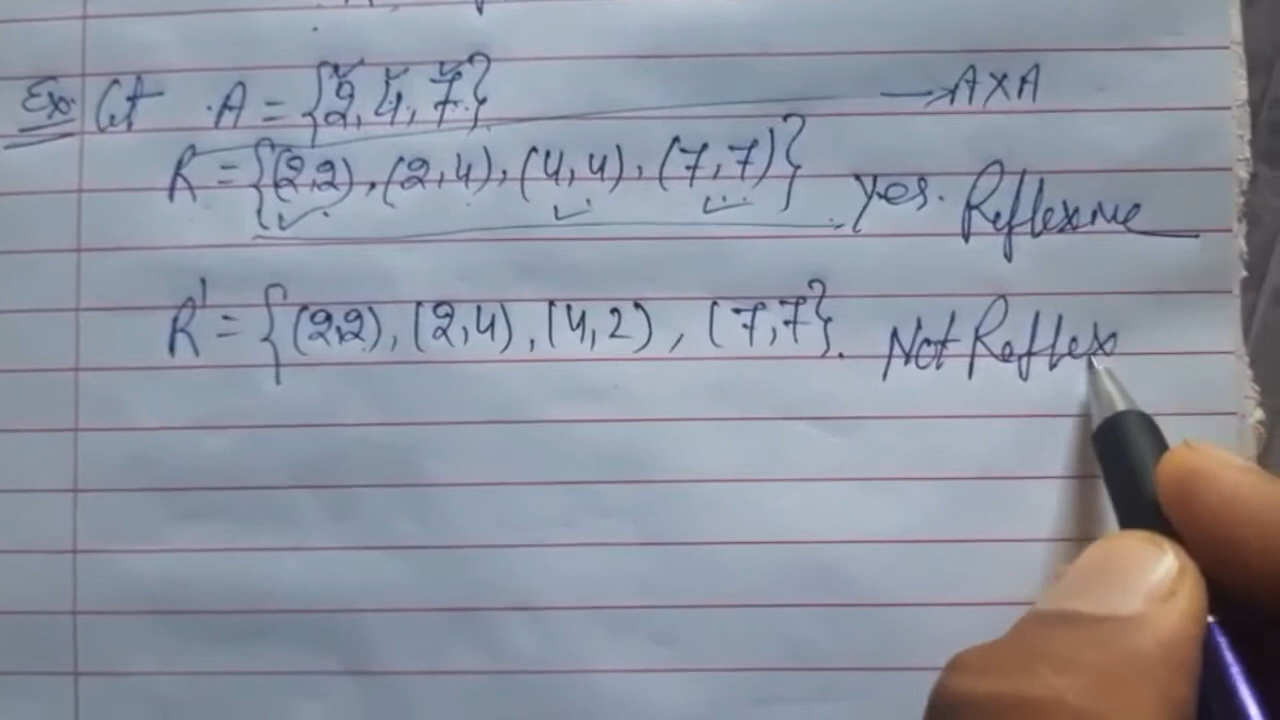 Ex. Let A = {2, 4, 7} → A×A
R = {(2,2), (2,4), (4,4), (7,7)} Yes. Reflexive
R' = {(2,2), (2,4), (4,2), (7,7}. Not Reflex